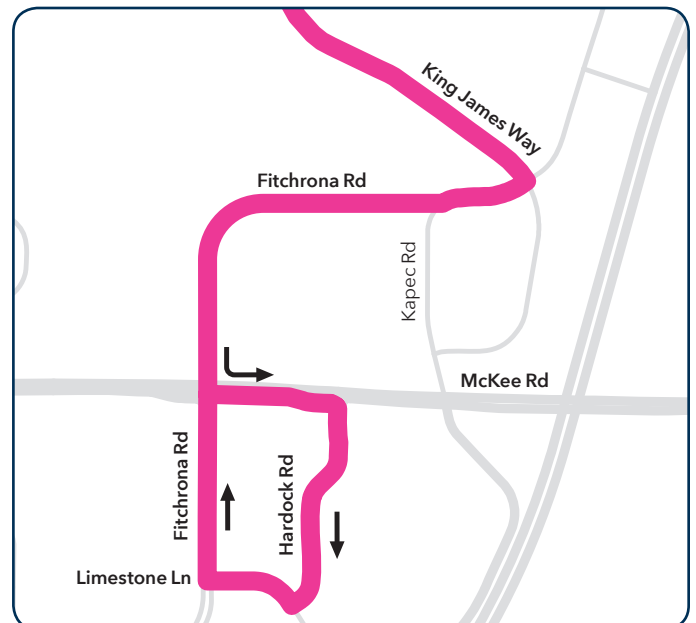 King James Way
Fitchrona Rd
Kapec Rd
McKee Rd
Fitchrona Rd
Hardock Rd
Limestone Ln